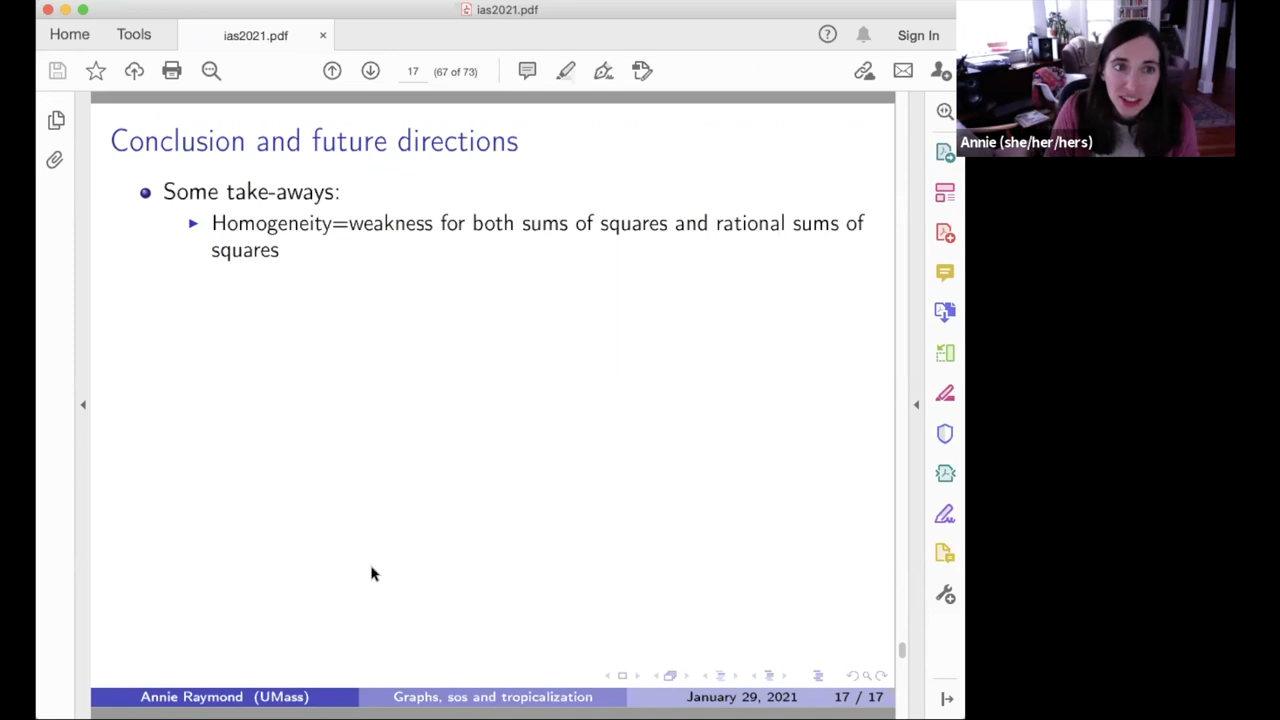 ias2021.pdf
Home
Tools
ias2021.pdf
×
Sign In
17
(67 of 73)
Annie (she/her/hers)
Conclusion and future directions
Some take-aways:
Homogeneity=weakness for both sums of squares and rational sums of
squares
Annie Raymond (UMass)
Graphs, sos and tropicalization
January 29, 2021
17 / 17